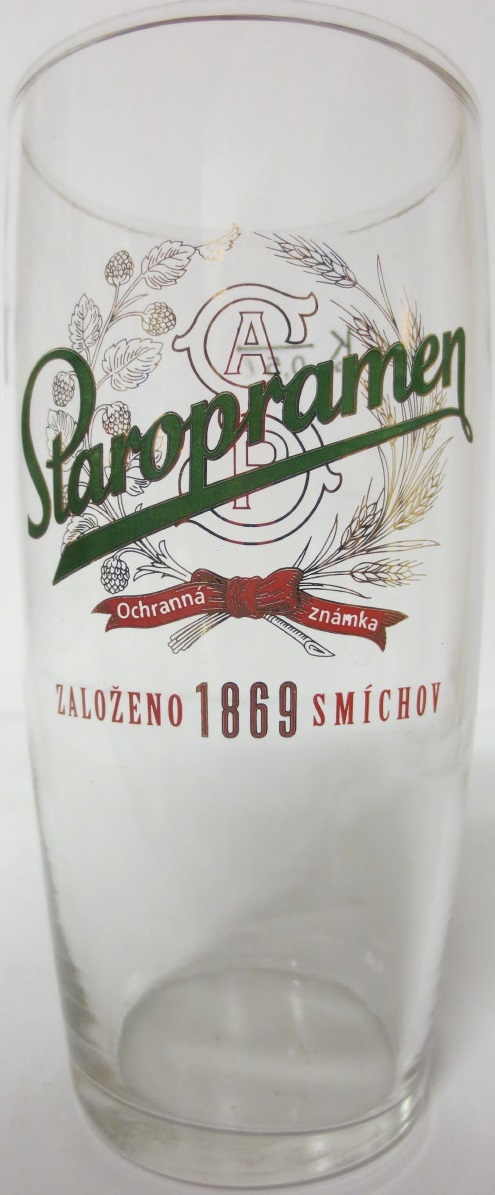 Staropramen
Ochranná známka
ZALOŽENO 1869 SMÍCHOV